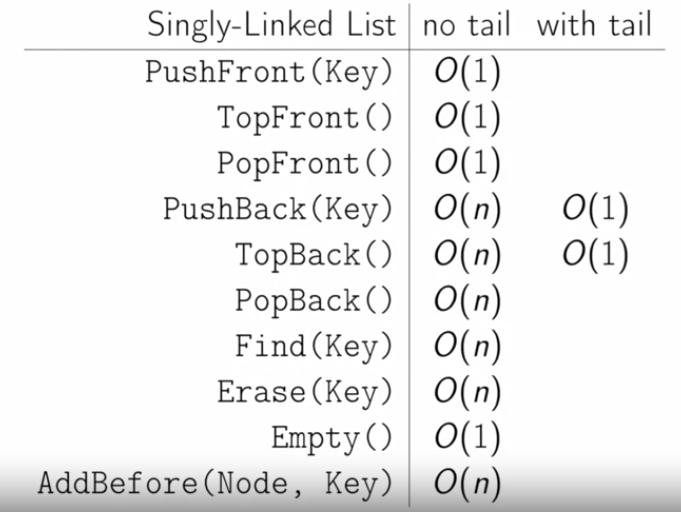 Singly-Linked List no tail with tail
PushFront(Key) O(1)
TopFront() O(1)
PopFront() O(1)
PushBack(Key) O(n) O(1)
TopBack() O(n) O(1)
PopBack() O(n)
Find(Key) O(n)
Erase(Key) O(n)
Empty() O(1)
AddBefore(Node, Key) O(n)